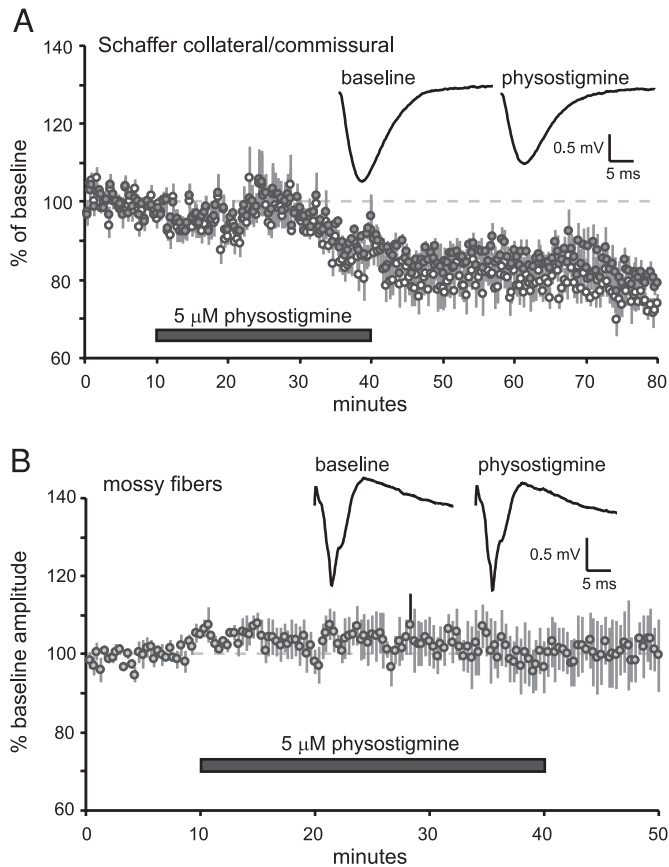 A
Schaffer collateral/commissural
140
baseline
physostigmine
120
0.5 mV
5 ms
100
% of baseline
80
5 μM physostigmine
60
0 10 20 30 40 50 60 70 80
minutes
B
mossy fibers
baseline
physostigmine
140
0.5 mV
5 ms
120
100
% baseline amplitude
80
5 μM physostigmine
60
0 10 20 30 40 50
minutes